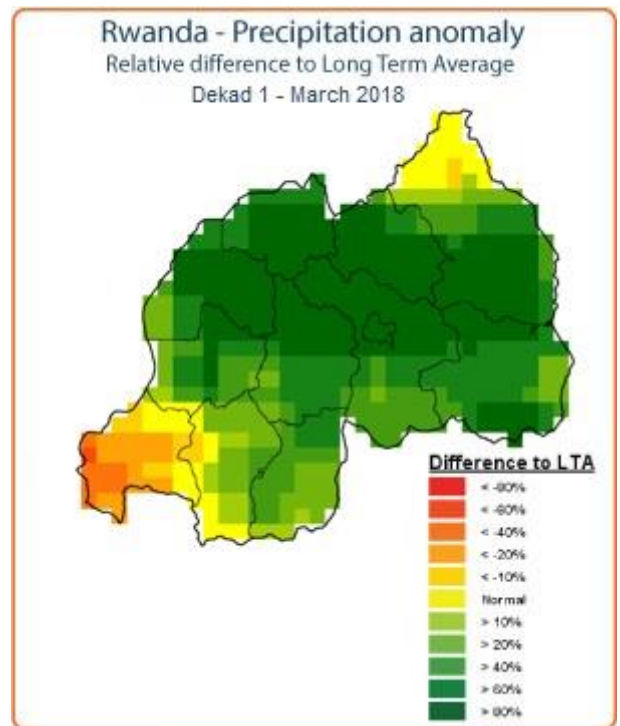 Rwanda - Precipitation anomaly
Relative difference to Long Term Average
Dekad 1 - March 2018
Difference to LTA
< -80%
< -60%
< -40%
< -20%
< -10%
Normal
> 10%
> 20%
> 40%
> 60%
> 80%